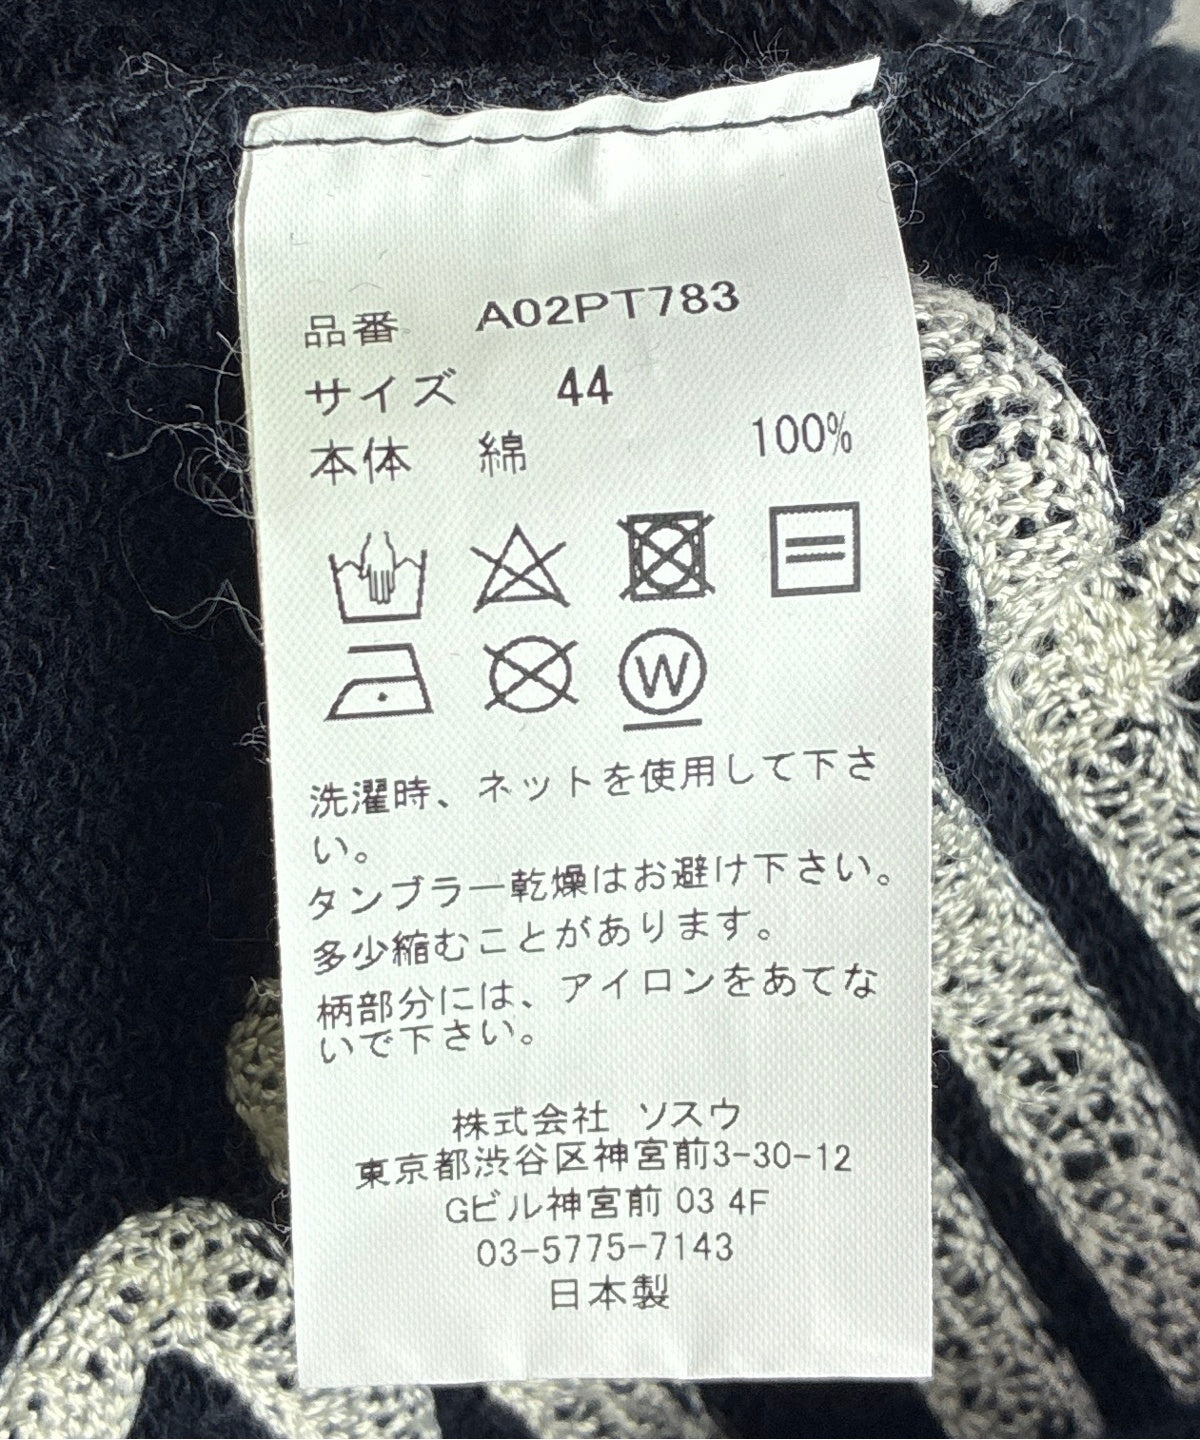 品番 A02PT783
サイズ 44
本体 綿 100%
W
洗濯時、ネットを使用して下さ
い。
タンブラー乾燥はお避け下さい。
多少縮むことがあります。
柄部分には、アイロンをあてな
いで下さい。
株式会社 ソスウ
東京都渋谷区神宮前3-30-12
Gビル神宮前 03 4F
03-5775-7143
日本製